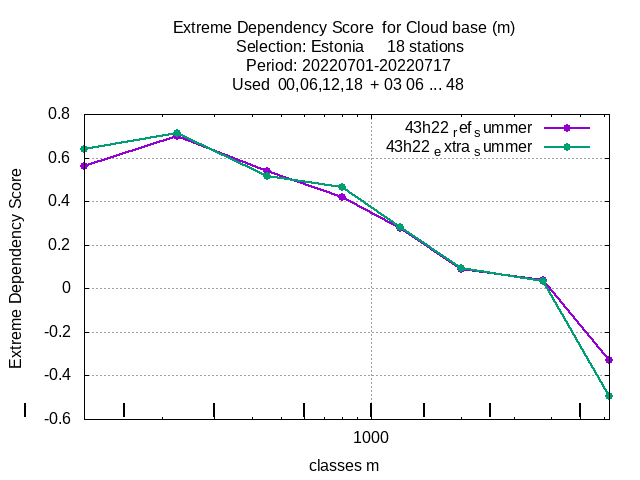 Extreme Dependency Score  for Cloud base (m)
Selection: Estonia     18 stations
Period: 20220701-20220717
Used  00,06,12,18  + 03 06 ... 48
43h22 ref summer
43h22 extra summer
0.8
0.6
0.4
0.2
0
-0.2
-0.4
-0.6
Extreme Dependency Score
1000
classes m